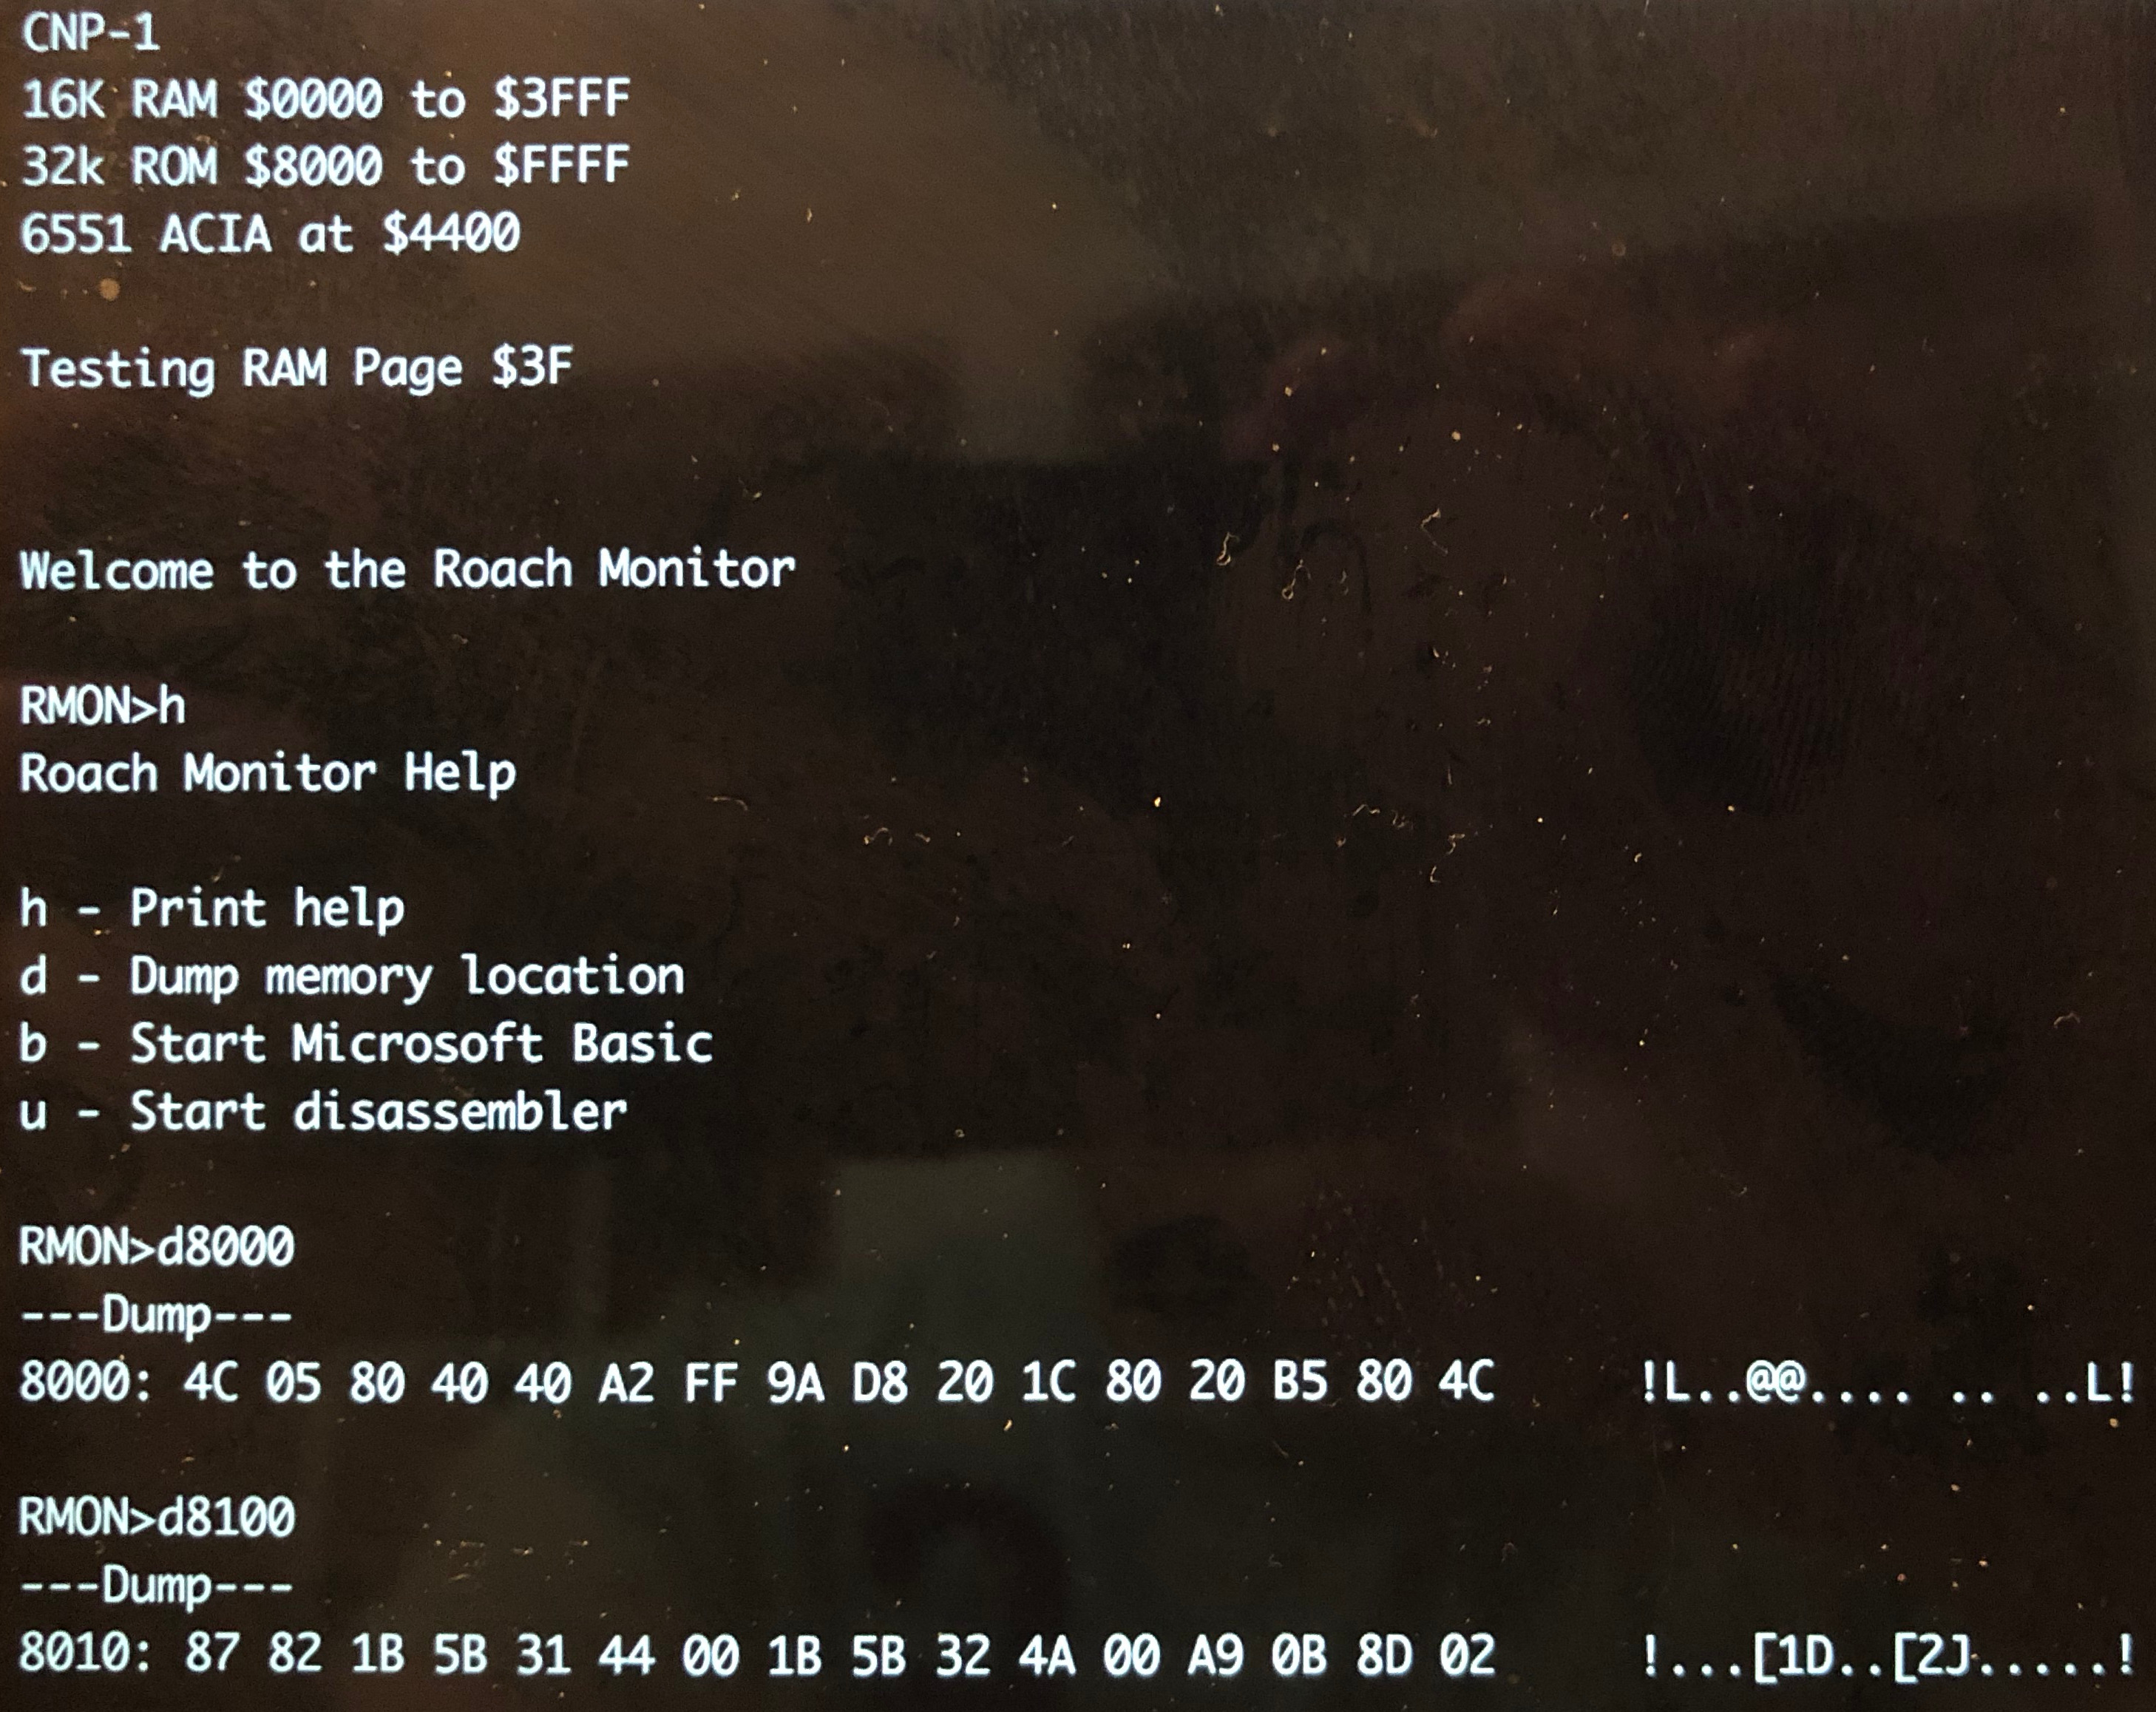 CNP-1
16K RAM $0000 to $3FFF
32k ROM $8000 to $FFFF
6551 ACIA at $4400
Testing RAM Page $3F
Welcome to the Roach Monitor
RMON>h
Roach Monitor Help
h - Print help
d - Dump memory location
b - Start Microsoft Basic
u - Start disassembler
RMON>d8000
---Dump---
8000: 4C 05 80 40 40 A2 FF 9A D8 20 1C 80 20 B5 80 4C     !L..@@.... .. ..L!
RMON>d8100
---Dump---
8010: 87 82 1B 5B 31 44 00 1B 5B 32 4A 00 A9 0B 8D 02     !...[1D..[2J.....!